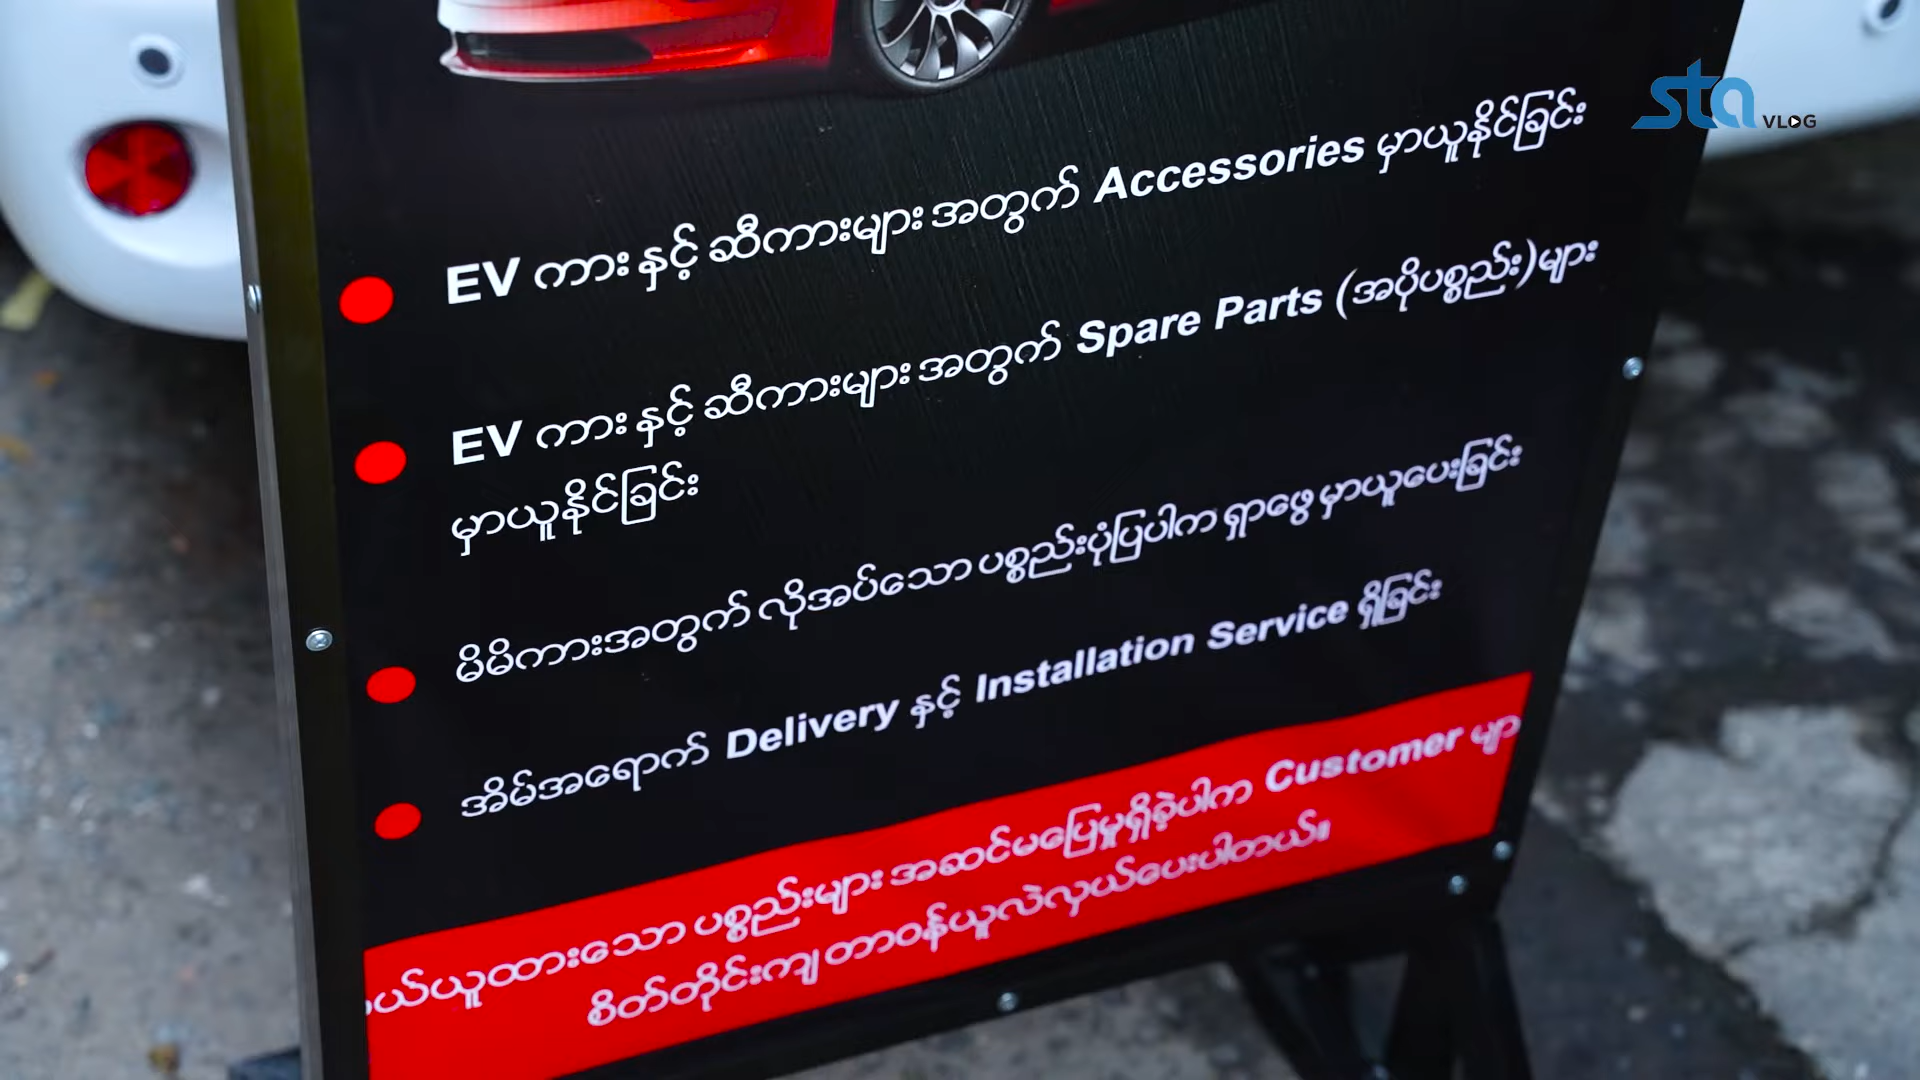 sta VLOG
EV ကား နှင့် ဆီကားများ အတွက် Accessories မှာယူနိုင်ခြင်း
EV ကား နှင့် ဆီကားများ အတွက် Spare Parts (အပိုပစ္စည်း)များ
မှာယူနိုင်ခြင်း
မိမိကားအတွက် လိုအပ်သော ပစ္စည်းပုံပြပါက ရှာဖွေ မှာယူပေးခြင်း
အိမ်အရောက် Delivery နှင့် Installation Service ရှိခြင်း
ယ်ယူထားသော ပစ္စည်းများ အဆင်မပြေမှုရှိခဲ့ပါက Customer မျာ
စိတ်တိုင်းကျ တာဝန်ယူလဲလှယ်ပေးပါတယ်။